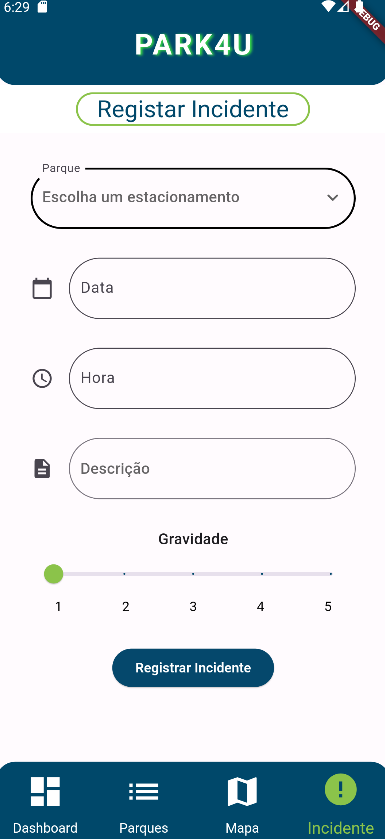 6:29
DEBUG
PARK4U
Registar Incidente
Parque
Escolha um estacionamento
Data
Hora
Descrição
Gravidade
1 2 3 4 5
Registrar Incidente
Dashboard Parques Mapa Incidente